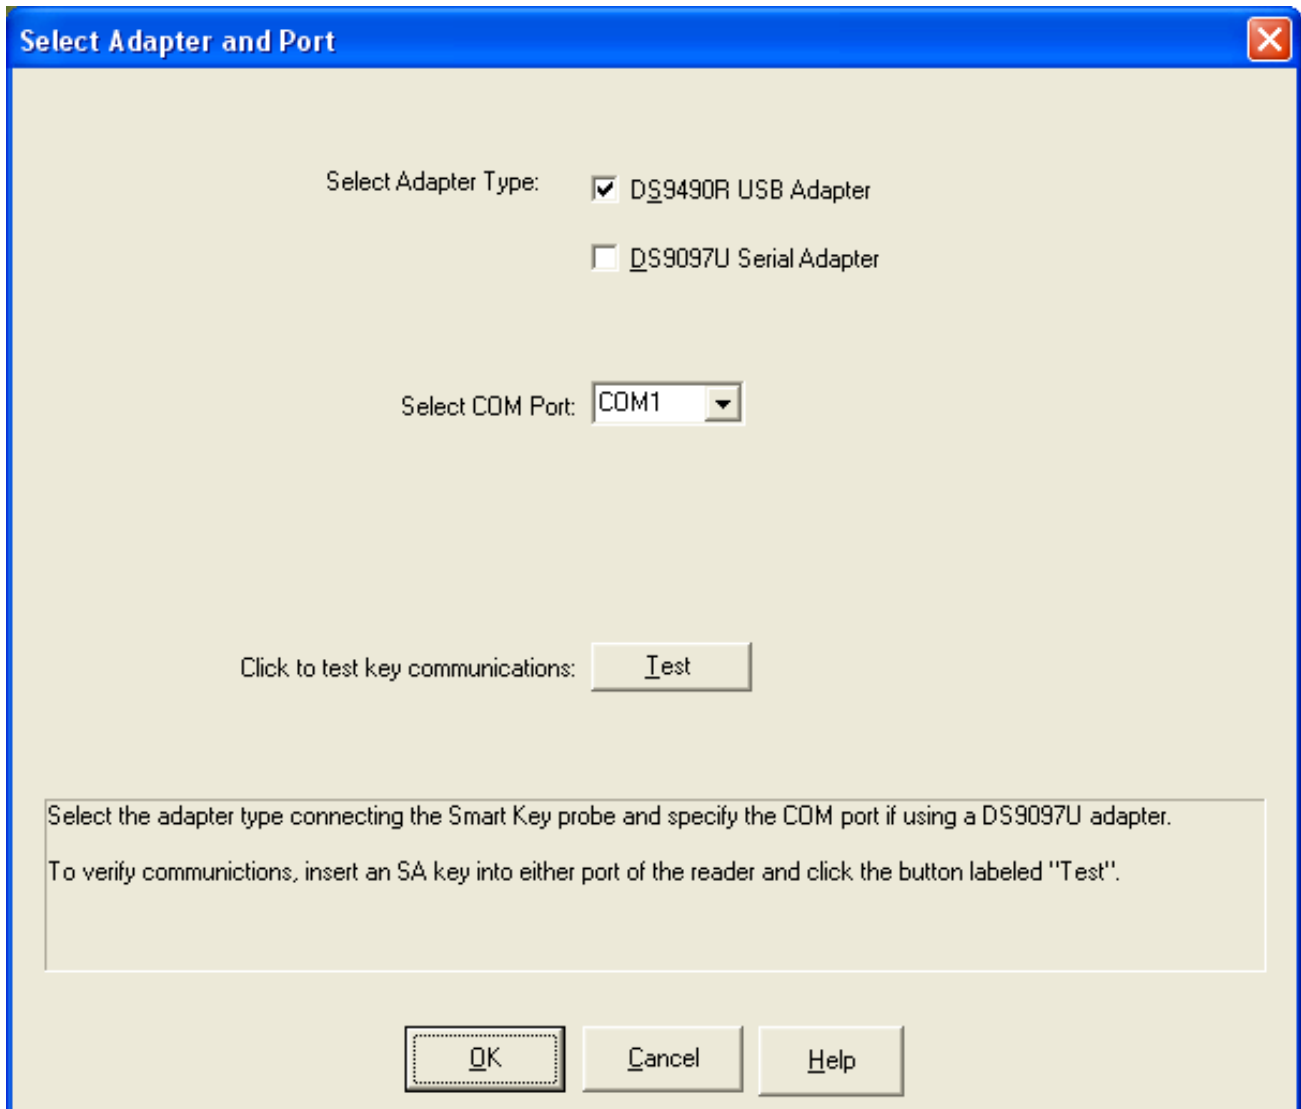 Select Adapter and Port
Select Adapter Type:
DS9490R USB Adapter
DS9097U Serial Adapter
Select COM Port:
COM1
Click to test key communications:
Test
Select the adapter type connecting the Smart Key probe and specify the COM port if using a DS9097U adapter.
To verify communictions, insert an SA key into either port of the reader and click the button labeled "Test".
OK
Cancel
Help